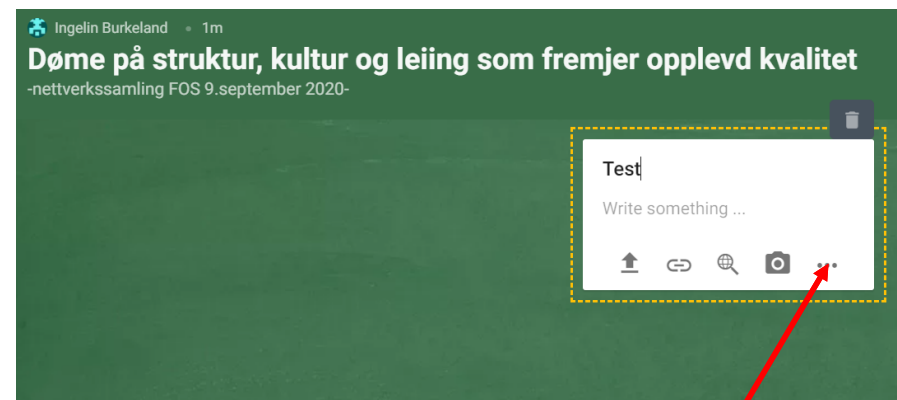 Ingelin Burkeland • 1m
Døme på struktur, kultur og leiing som fremjer opplevd kvalitet
-nettverkssamling FOS 9.september 2020-
Test
Write something ...